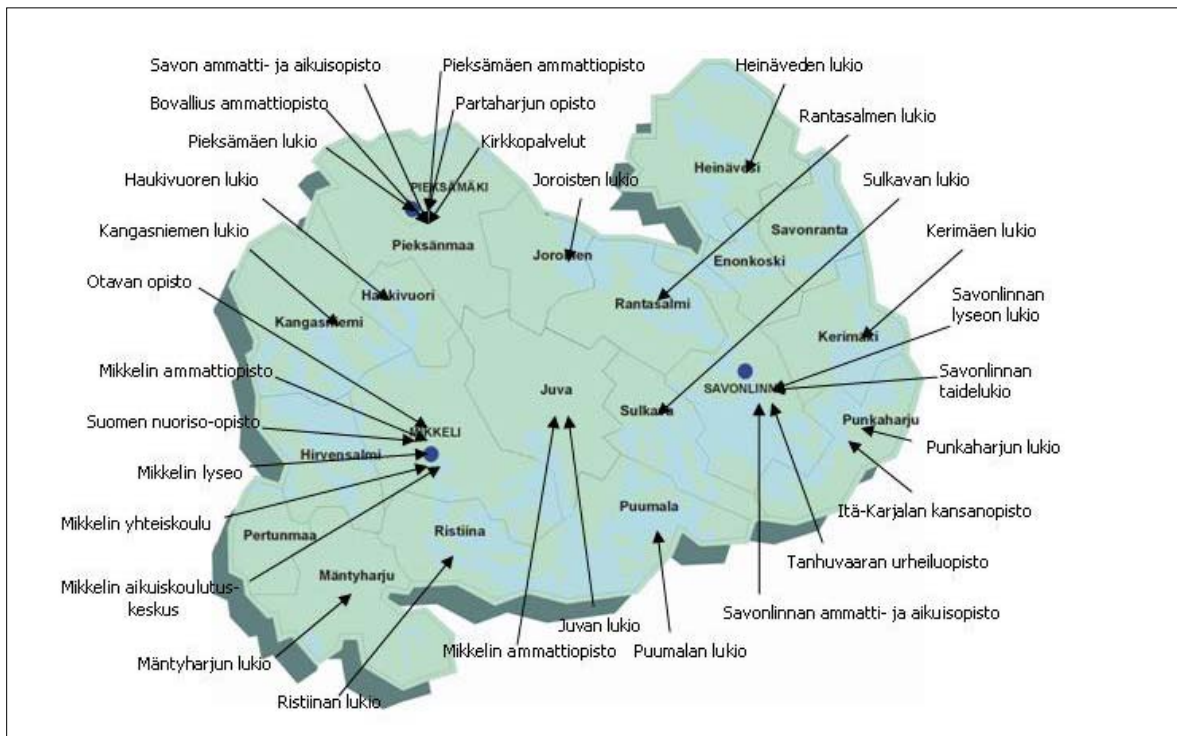 Savon ammatti- ja aikuisopisto
Pieksämäen ammattiopisto
Heinäveden lukio
Bovallius ammattiopisto
Partaharjun opisto
Rantasalmen lukio
Pieksämäen lukio
Kirkkopalvelut
Haukivuoren lukio
Joroisten lukio
Sulkavan lukio
Kangasniemen lukio
Kerimäen lukio
Otavan opisto
Savonlinnan
lyseon lukio
Mikkelin ammattiopisto
Savonlinnan
taidelukio
Suomen nuoriso-opisto
Punkaharjun lukio
Mikkelin lyseo
Mikkelin yhteiskoulu
Itä-Karjalan kansanopisto
Tanhuvaaran urheiluopisto
Mikkelin aikuiskoulutus-
keskus
Savonlinnan ammatti- ja aikuisopisto
Juvan lukio
Mikkelin ammattiopisto
Puumalan lukio
Mäntyharjun lukio
Ristiinan lukio
PIEKSÄMÄKI
Pieksänmaa
Heinävesi
Savonranta
Enonkoski
Joroinen
Haukivuori
Rantasalmi
Kangasniemi
Kerimäki
Juva
SAVONLINNA
Sulkava
Punkaharju
MIKKELI
Hirvensalmi
Puumala
Ristiina
Pertunmaa
Mäntyharju